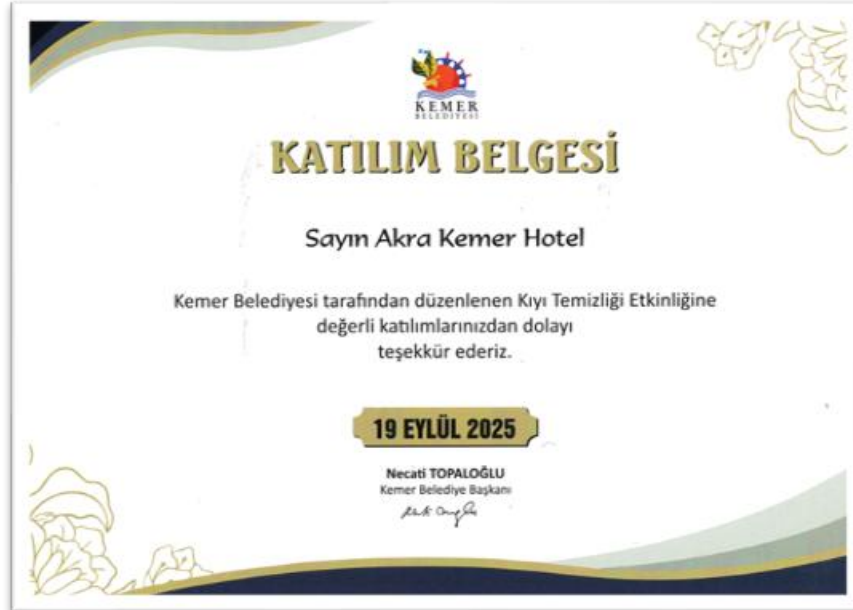 KEMER
BELEDİYESİ
KATILIM BELGESİ
Sayın Akra Kemer Hotel
Kemer Belediyesi tarafından düzenlenen Kıyı Temizliği Etkinliğine
değerli katılımlarınızdan dolayı
teşekkür ederiz.
19 EYLÜL 2025
Necati TOPALOĞLU
Kemer Belediye Başkanı